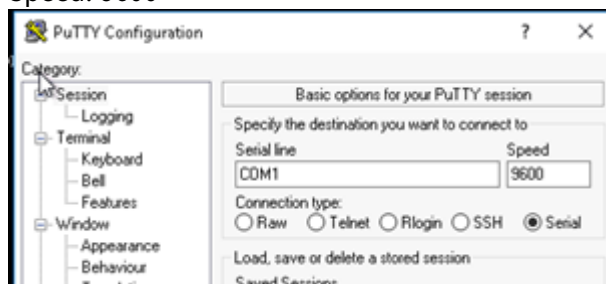 Speed: 9600
PuTTY Configuration
? ×
Category:
Session
Logging
Terminal
Keyboard
Bell
Features
Window
Appearance
Behaviour
Basic options for your PuTTY session
Specify the destination you want to connect to
Serial line Speed
COM1 9600
Connection type:
Raw Telnet Rlogin SSH Serial
Load, save or delete a stored session
Saved Sessions